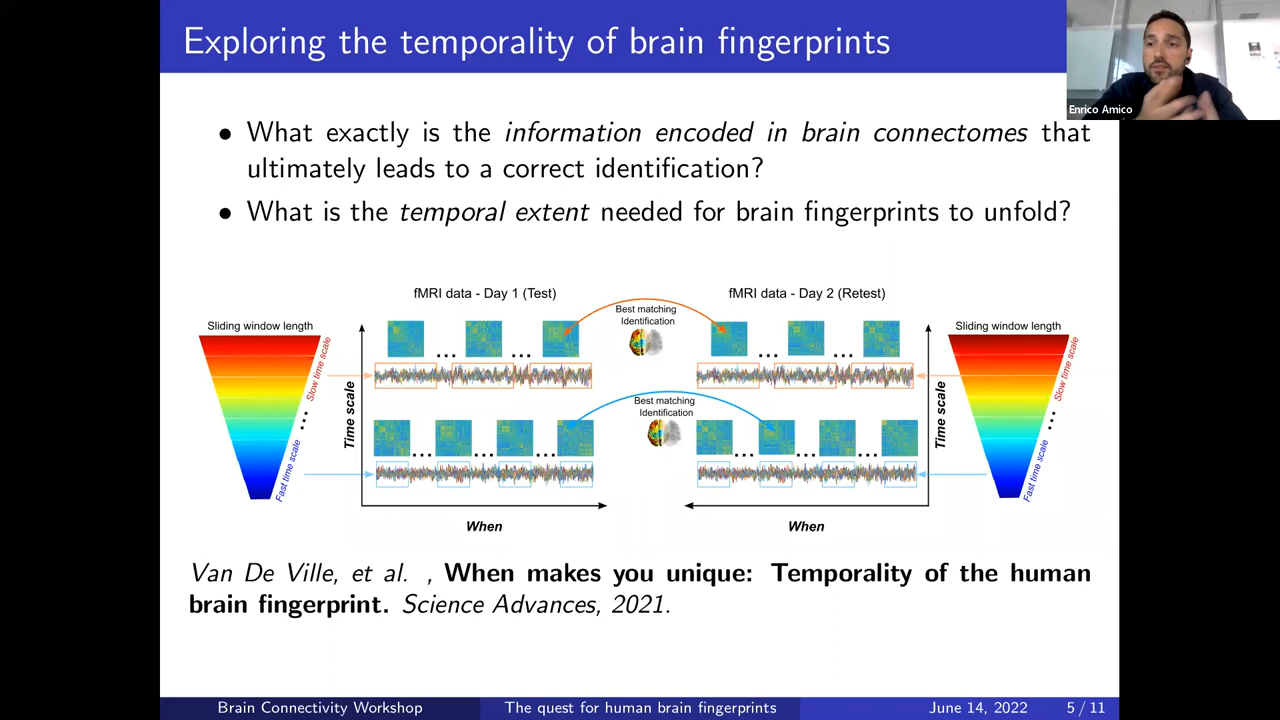 Exploring the temporality of brain fingerprints
Enrico Amico
• What exactly is the information encoded in brain connectomes that
ultimately leads to a correct identification?
• What is the temporal extent needed for brain fingerprints to unfold?
fMRI data - Day 1 (Test)
fMRI data - Day 2 (Retest)
Sliding window length
Slow time scale
...
Fast time scale
Time scale
... ...
Best matching
Identification
... ...
Sliding window length
Slow time scale
...
Fast time scale
Time scale
... ... ...
Best matching
Identification
... ... ...
When
When
Van De Ville, et al. , When makes you unique: Temporality of the human
brain fingerprint. Science Advances, 2021.
Brain Connectivity Workshop
The quest for human brain fingerprints
June 14, 2022
5 / 11